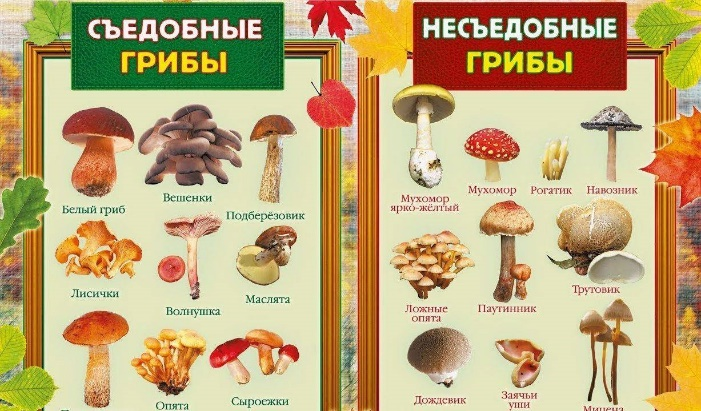 СЪЕДОБНЫЕ
ГРИБЫ
Белый гриб
Вешенки
Подберёзовик
Лисички
Волнушка
Маслята
Опята
Сыроежки
НЕСЪЕДОБНЫЕ
ГРИБЫ
Мухомор
ярко-жёлтый
Мухомор
Рогатик
Навозник
Ложные
опята
Паутинник
Трутовик
Дождевик
Заячьи
уши
Мицена